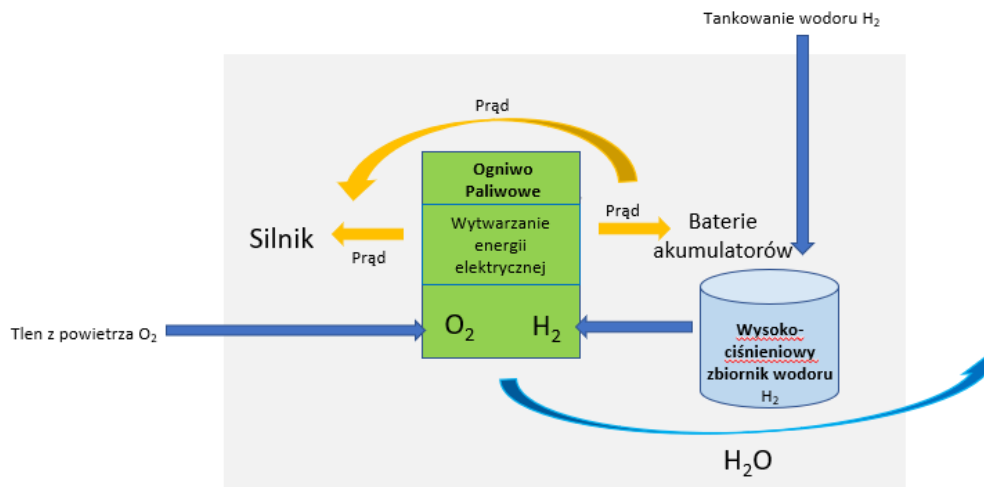 Tankowanie wodoru H₂
Prąd
Ogniwo
Paliwowe
Prąd
Wytwarzanie
energii
elektrycznej
Silnik
Prąd
Baterie
akumulatorów
O₂
H₂
Tlen z powietrza O₂
Wysoko-
ciśnieniowy
zbiornik wodoru
H₂
H₂O